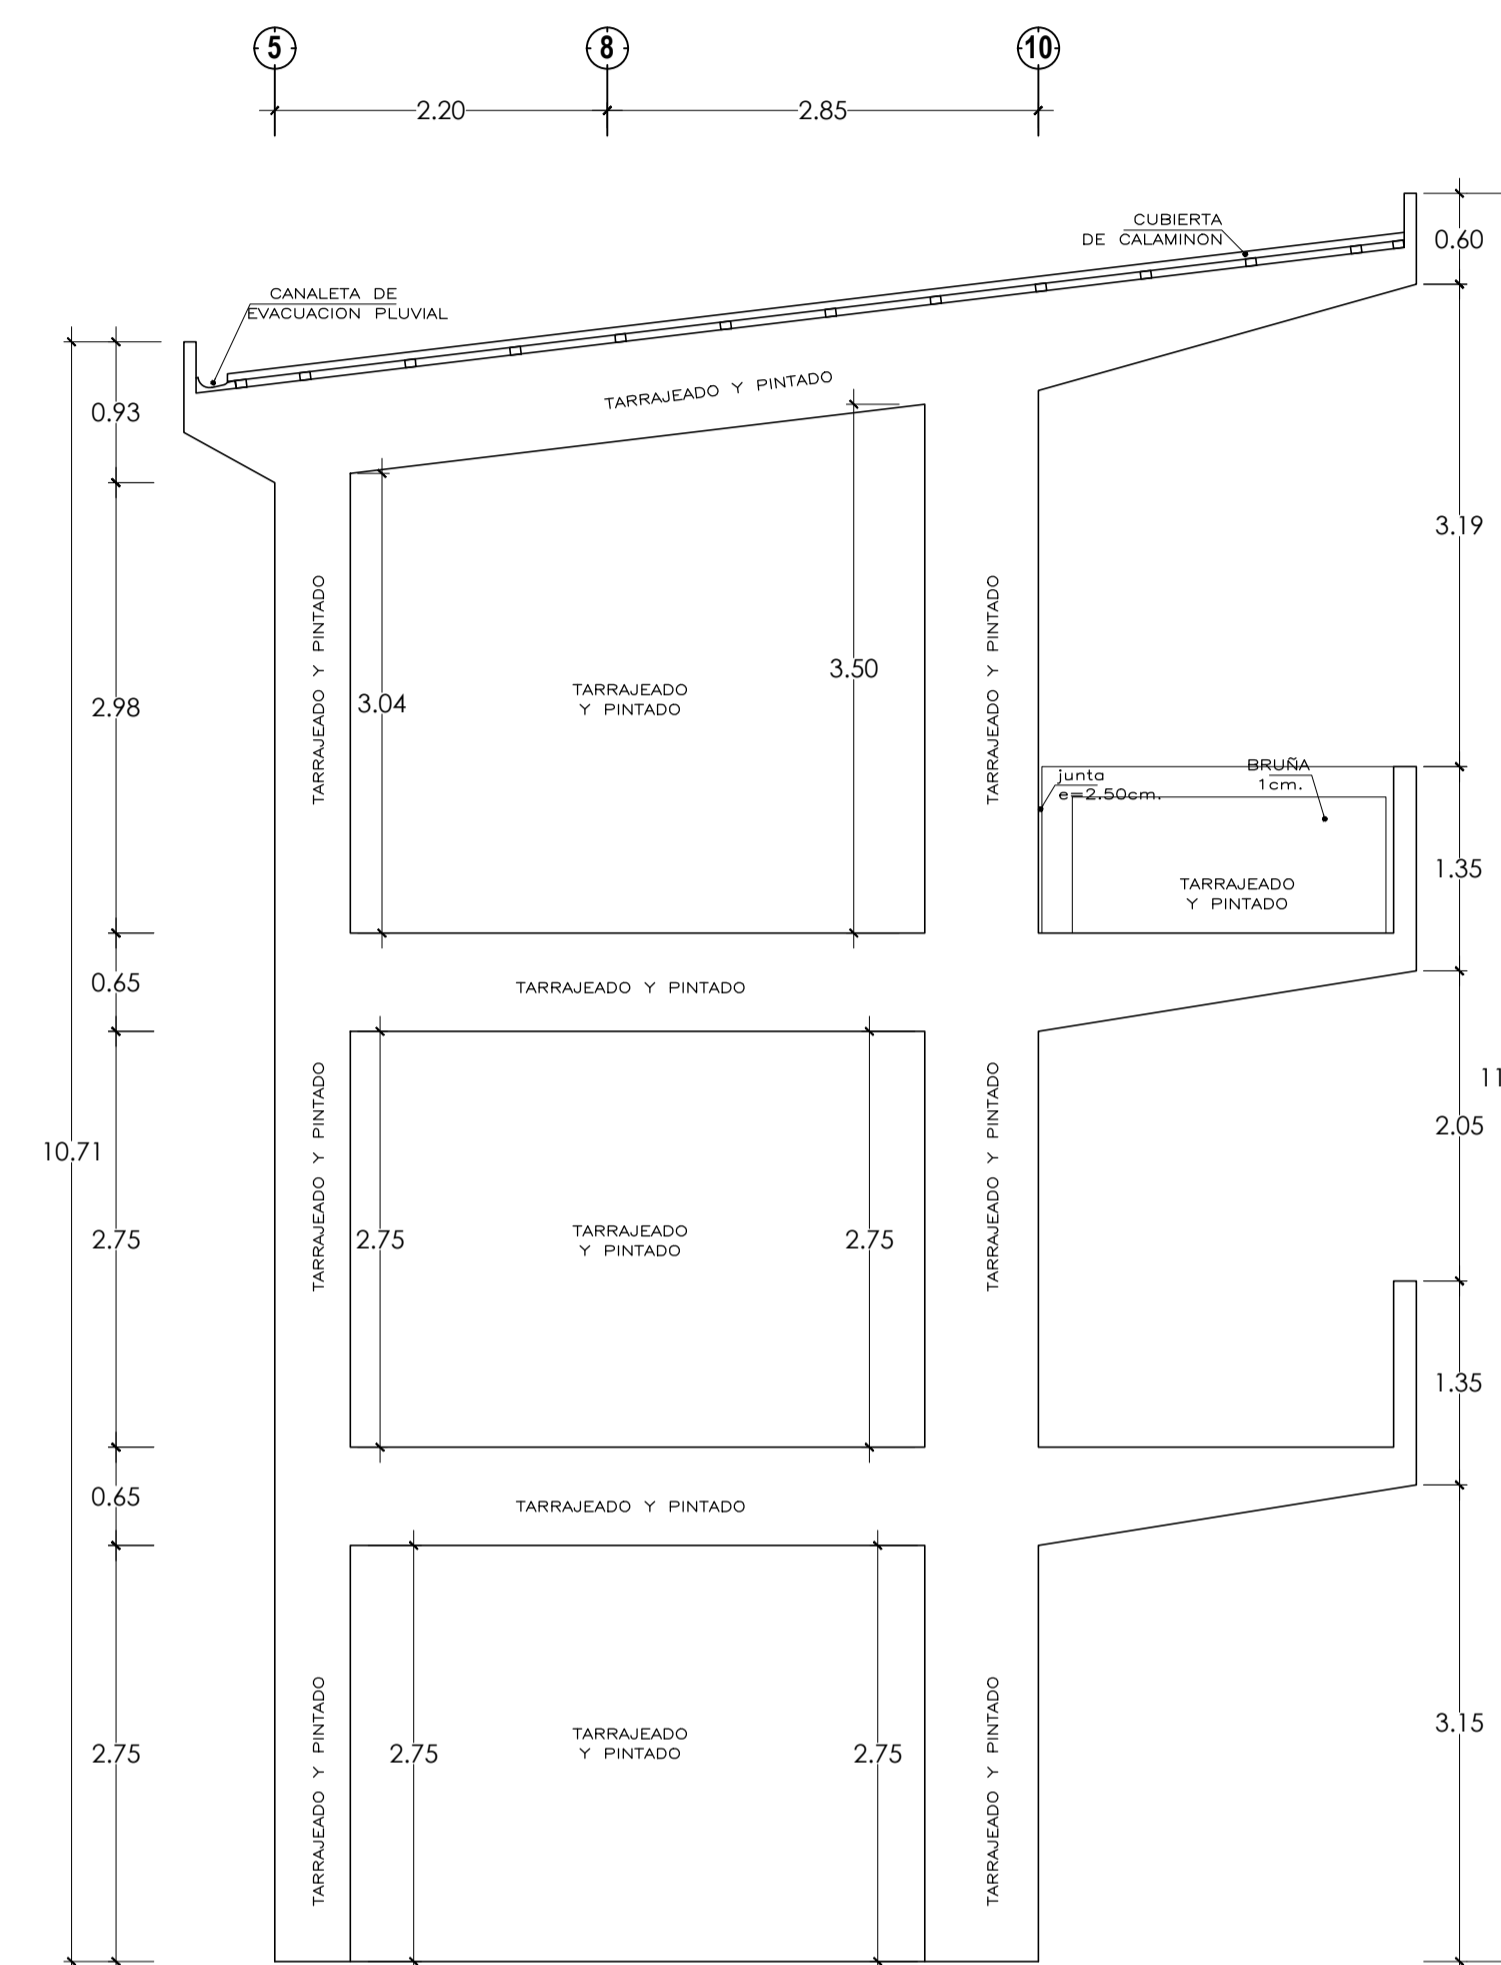 5
8
10
2.20
2.85
CUBIERTA
DE CALAMINON
0.60
CANALETA DE
EVACUACION PLUVIAL
0.93
TARRAJEADO Y PINTADO
3.19
TARRAJEADO Y PINTADO
TARRAJEADO Y PINTADO
3.50
TARRAJEADO
Y PINTADO
3.04
2.98
BRUÑA
1cm.
junta
e=2.50cm.
1.35
TARRAJEADO
Y PINTADO
0.65
TARRAJEADO Y PINTADO
11
TARRAJEADO Y PINTADO
TARRAJEADO Y PINTADO
2.05
10.71
2.75
2.75
TARRAJEADO
Y PINTADO
2.75
1.35
0.65
TARRAJEADO Y PINTADO
3.15
TARRAJEADO Y PINTADO
TARRAJEADO Y PINTADO
2.75
2.75
TARRAJEADO
Y PINTADO
2.75